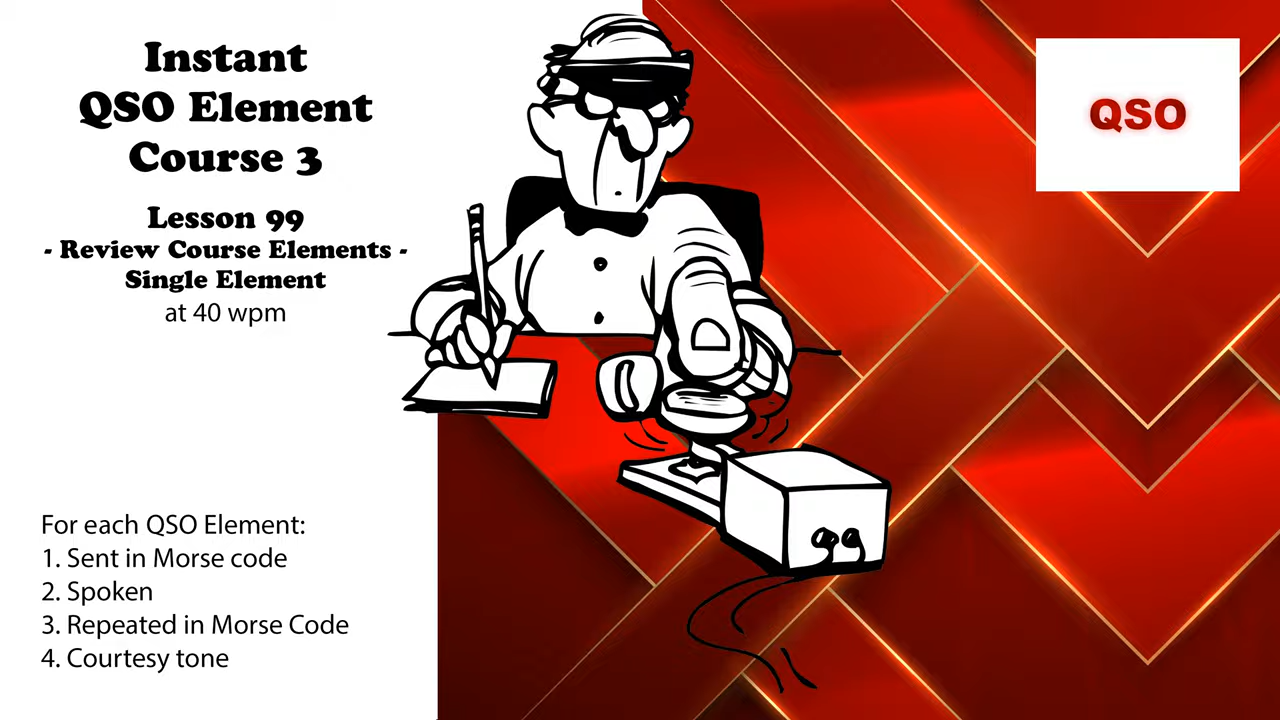 Instant
QSO Element
Course 3
Lesson 99
- Review Course Elements -
Single Element
at 40 wpm
QSO
For each QSO Element:
1. Sent in Morse code
2. Spoken
3. Repeated in Morse Code
4. Courtesy tone